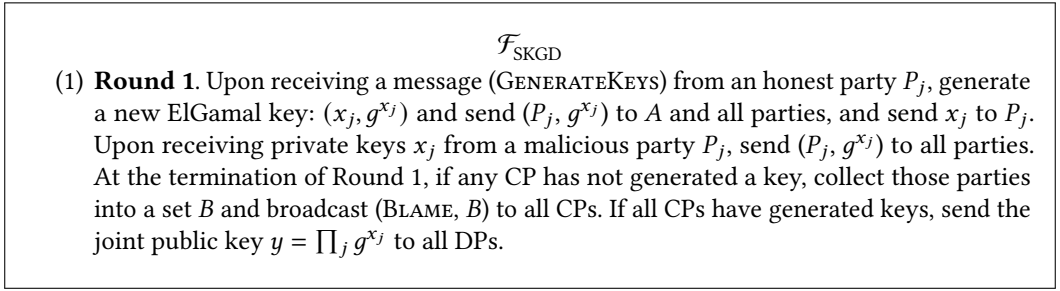 ℱ_SKGD
(1) Round 1. Upon receiving a message (GENERATEKEYS) from an honest party P_j, generate
a new ElGamal key: (x_j, g^{x_j}) and send (P_j, g^{x_j}) to A and all parties, and send x_j to P_j.
Upon receiving private keys x_j from a malicious party P_j, send (P_j, g^{x_j}) to all parties.
At the termination of Round 1, if any CP has not generated a key, collect those parties
into a set B and broadcast (BLAME, B) to all CPs. If all CPs have generated keys, send the
joint public key y = ∏_j g^{x_j} to all DPs.